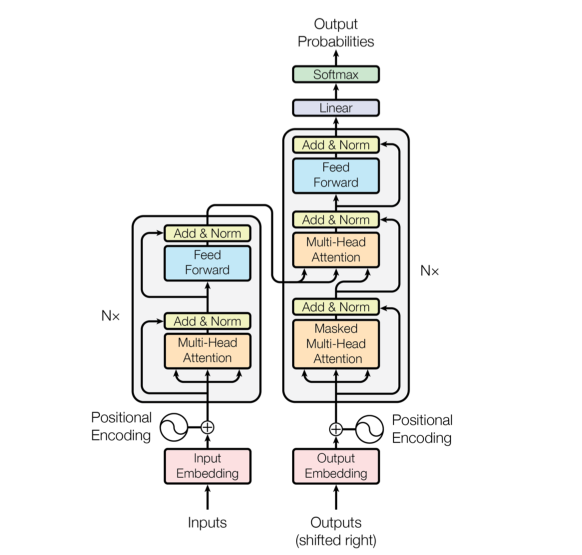 Output
Probabilities
Softmax
Linear
Add & Norm
Feed
Forward
Add & Norm
Multi-Head
Attention
Add & Norm
Masked
Multi-Head
Attention
N×
Add & Norm
Feed
Forward
Add & Norm
Multi-Head
Attention
N×
Positional
Encoding
Positional
Encoding
Input
Embedding
Output
Embedding
Inputs
Outputs
(shifted right)